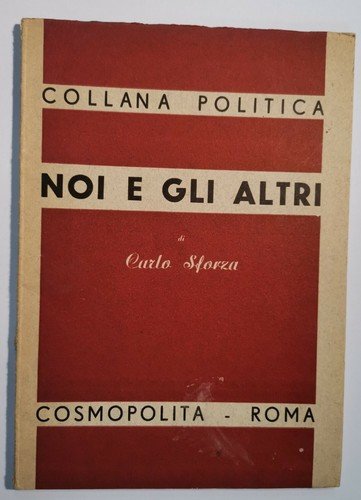 COLLANA POLITICA
NOI E GLI ALTRI
di
Carlo Sforza
COSMOPOLITA - ROMA